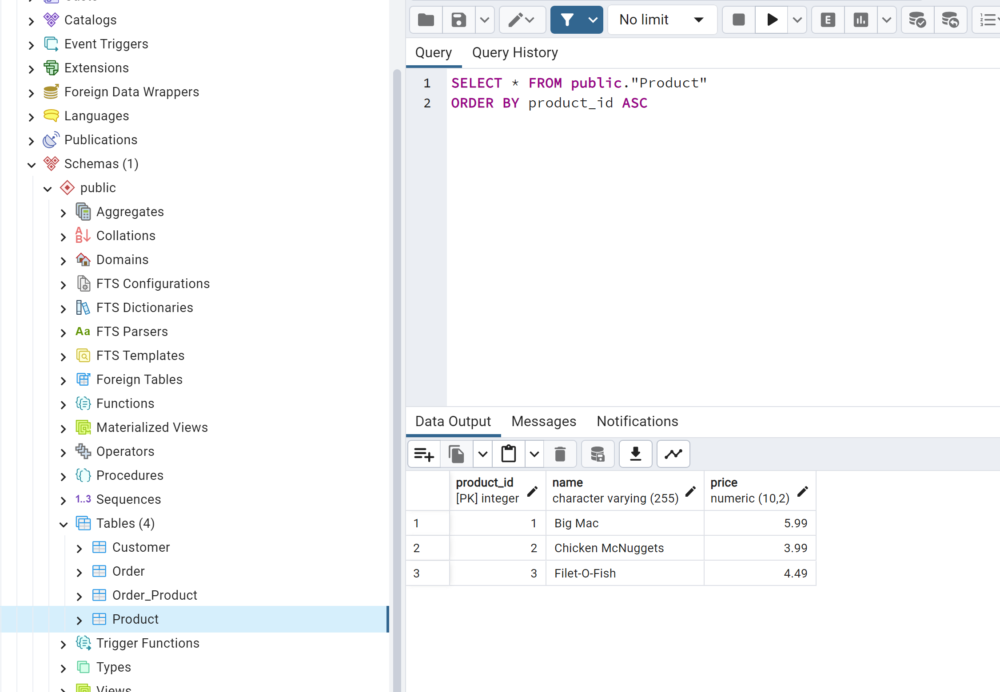 Catalogs
Event Triggers
Extensions
Foreign Data Wrappers
Languages
Publications
Schemas (1)
public
Aggregates
Collations
Domains
FTS Configurations
FTS Dictionaries
Aa FTS Parsers
FTS Templates
Foreign Tables
Functions
Materialized Views
Operators
Procedures
1..3 Sequences
Tables (4)
Customer
Order
Order_Product
Product
Trigger Functions
Types
Views
No limit
E
Query Query History
1 SELECT * FROM public."Product"
2 ORDER BY product_id ASC
Data Output Messages Notifications
product_id name price
[PK] integer character varying (255) numeric (10,2)
1 1 Big Mac 5.99
2 2 Chicken McNuggets 3.99
3 3 Filet-O-Fish 4.49